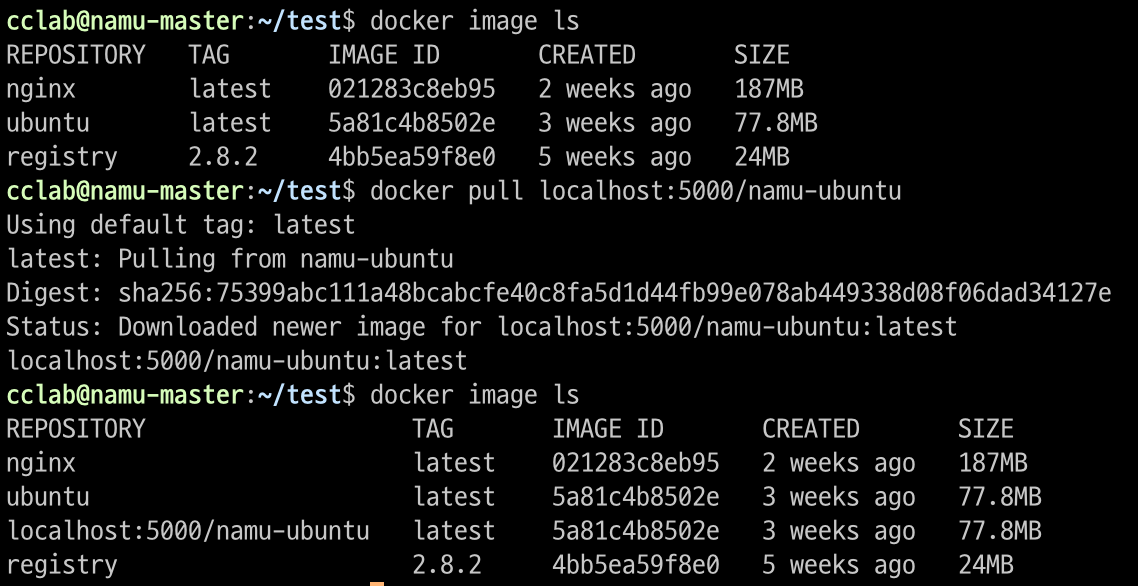 cclab@namu-master:~/test$ docker image ls
REPOSITORY   TAG       IMAGE ID       CREATED       SIZE
nginx        latest    021283c8eb95   2 weeks ago   187MB
ubuntu       latest    5a81c4b8502e   3 weeks ago   77.8MB
registry     2.8.2     4bb5ea59f8e0   5 weeks ago   24MB
cclab@namu-master:~/test$ docker pull localhost:5000/namu-ubuntu
Using default tag: latest
latest: Pulling from namu-ubuntu
Digest: sha256:75399abc111a48bcabcfe40c8fa5d1d44fb99e078ab449338d08f06dad34127e
Status: Downloaded newer image for localhost:5000/namu-ubuntu:latest
localhost:5000/namu-ubuntu:latest
cclab@namu-master:~/test$ docker image ls
REPOSITORY                   TAG       IMAGE ID       CREATED       SIZE
nginx                        latest    021283c8eb95   2 weeks ago   187MB
ubuntu                       latest    5a81c4b8502e   3 weeks ago   77.8MB
localhost:5000/namu-ubuntu   latest    5a81c4b8502e   3 weeks ago   77.8MB
registry                     2.8.2     4bb5ea59f8e0   5 weeks ago   24MB